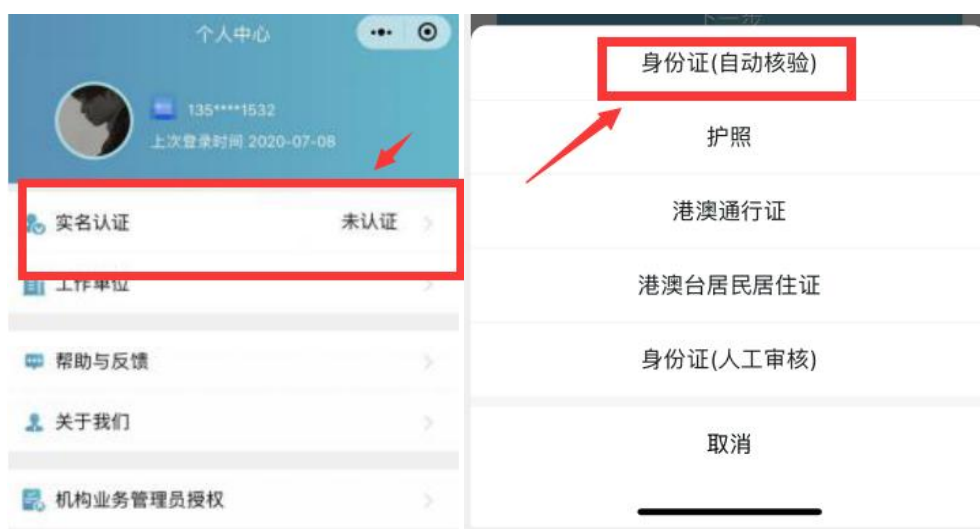 个人中心
135****1532
上次登录时间 2020-07-08
实名认证 未认证
工作单位
帮助与反馈
关于我们
机构业务管理员授权
下一步
身份证(自动核验)
护照
港澳通行证
港澳台居民居住证
身份证(人工审核)
取消